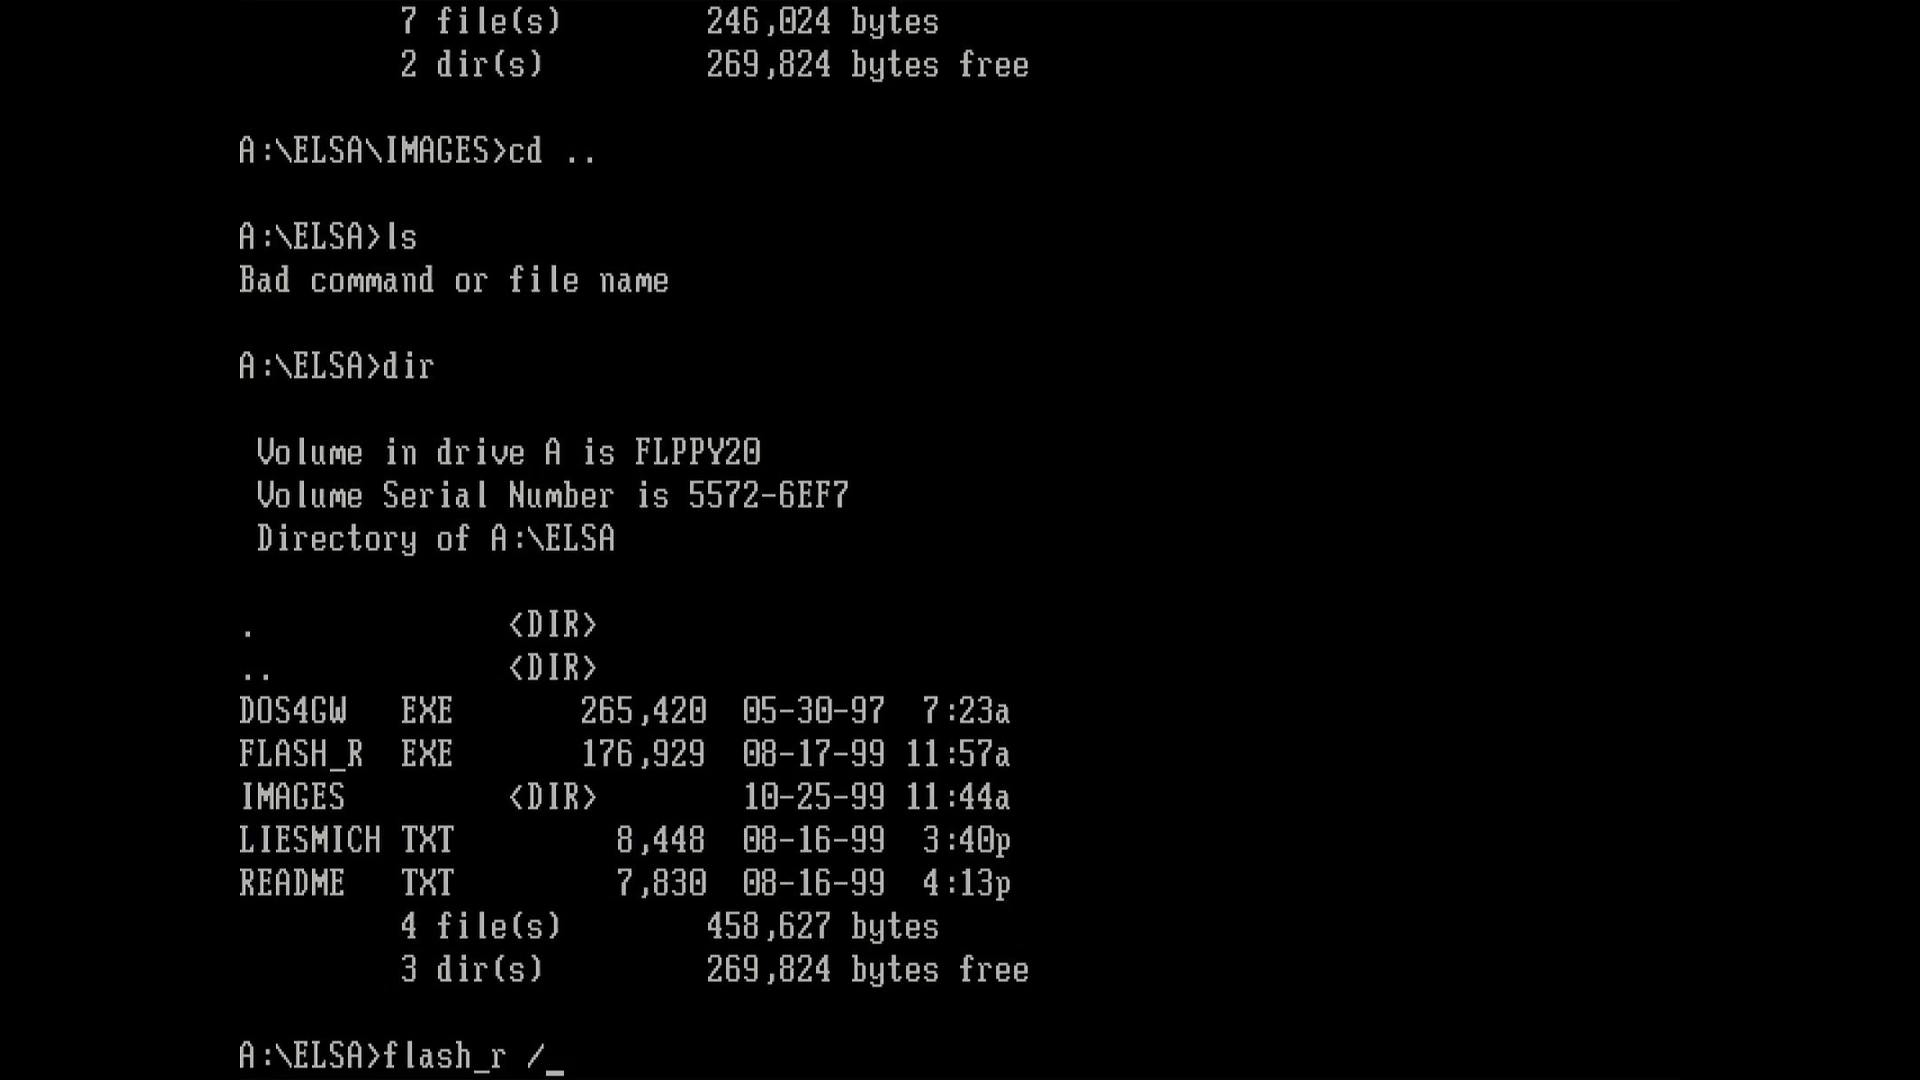 7 file(s) 246,024 bytes
2 dir(s) 269,824 bytes free
A:\ELSA\IMAGES>cd ..
A:\ELSA>ls
Bad command or file name
A:\ELSA>dir
Volume in drive A is FLPPY20
Volume Serial Number is 5572-6EF7
Directory of A:\ELSA
. <DIR>
.. <DIR>
DOS4GW EXE 265,420 05-30-97 7:23a
FLASH_R EXE 176,929 08-17-99 11:57a
IMAGES <DIR> 10-25-99 11:44a
LIESMICH TXT 8,448 08-16-99 3:40p
README TXT 7,830 08-16-99 4:13p
4 file(s) 458,627 bytes
3 dir(s) 269,824 bytes free
A:\ELSA>flash_r /_